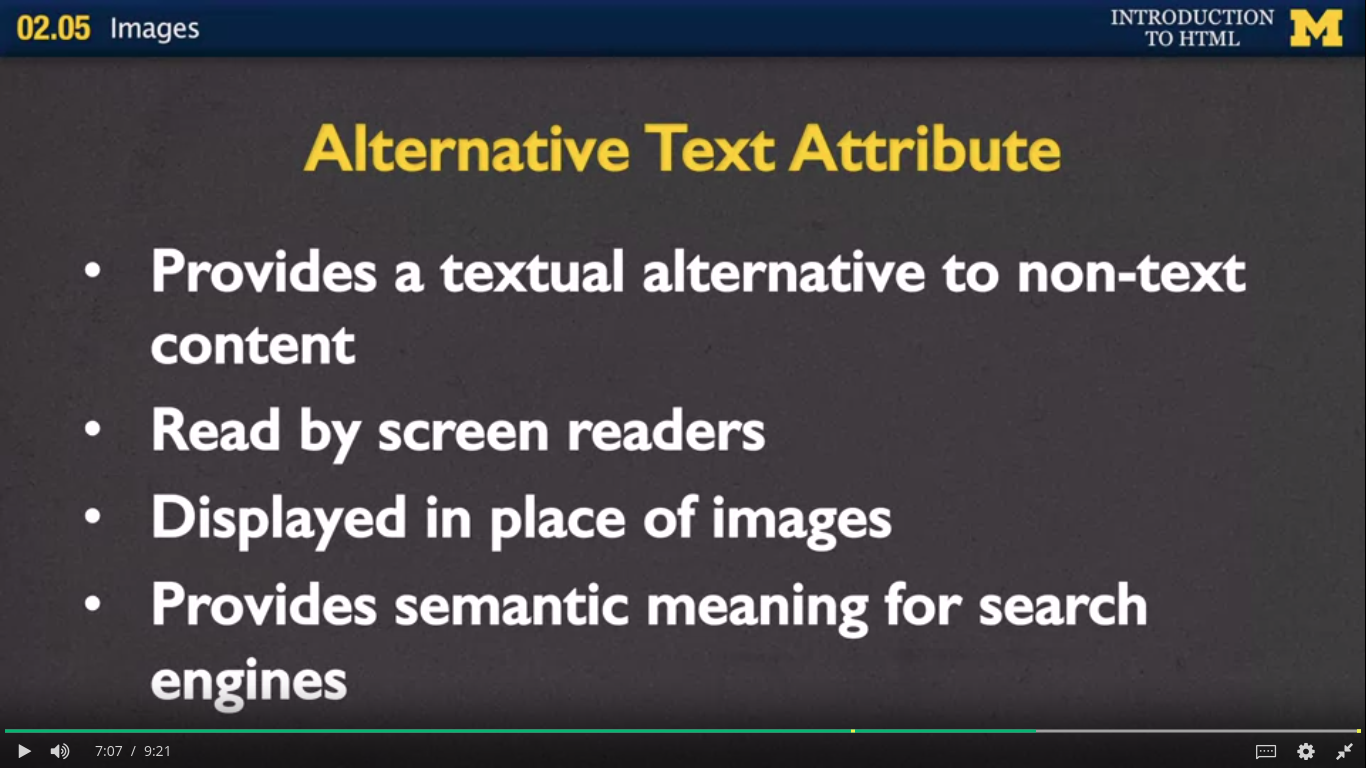 02.05 Images
INTRODUCTION
TO HTML
M
Alternative Text Attribute
• Provides a textual alternative to non-text
content
• Read by screen readers
• Displayed in place of images
• Provides semantic meaning for search
engines
7:07 / 9:21